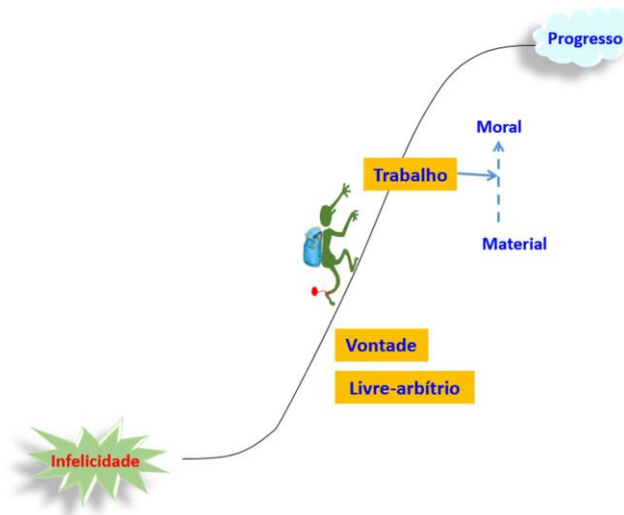 Progresso
Moral
Trabalho
Material
Vontade
Livre-arbítrio
Infelicidade